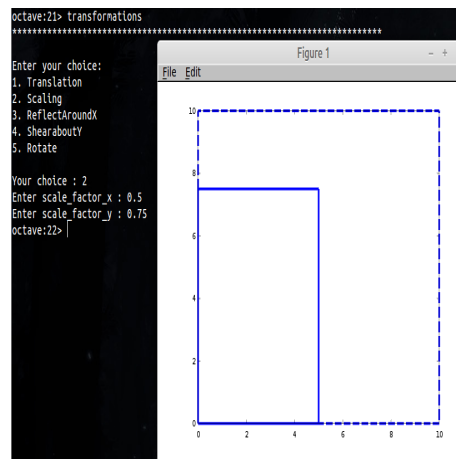 octave:21> transformations
**************************************************************************
Enter your choice:
1. Translation
2. Scaling
3. ReflectAroundX
4. ShearaboutY
5. Rotate
Your choice : 2
Enter scale_factor_x : 0.5
Enter scale_factor_y : 0.75
octave:22>
Figure 1
File Edit
10
8
6
4
2
0
0 2 4 6 8 10